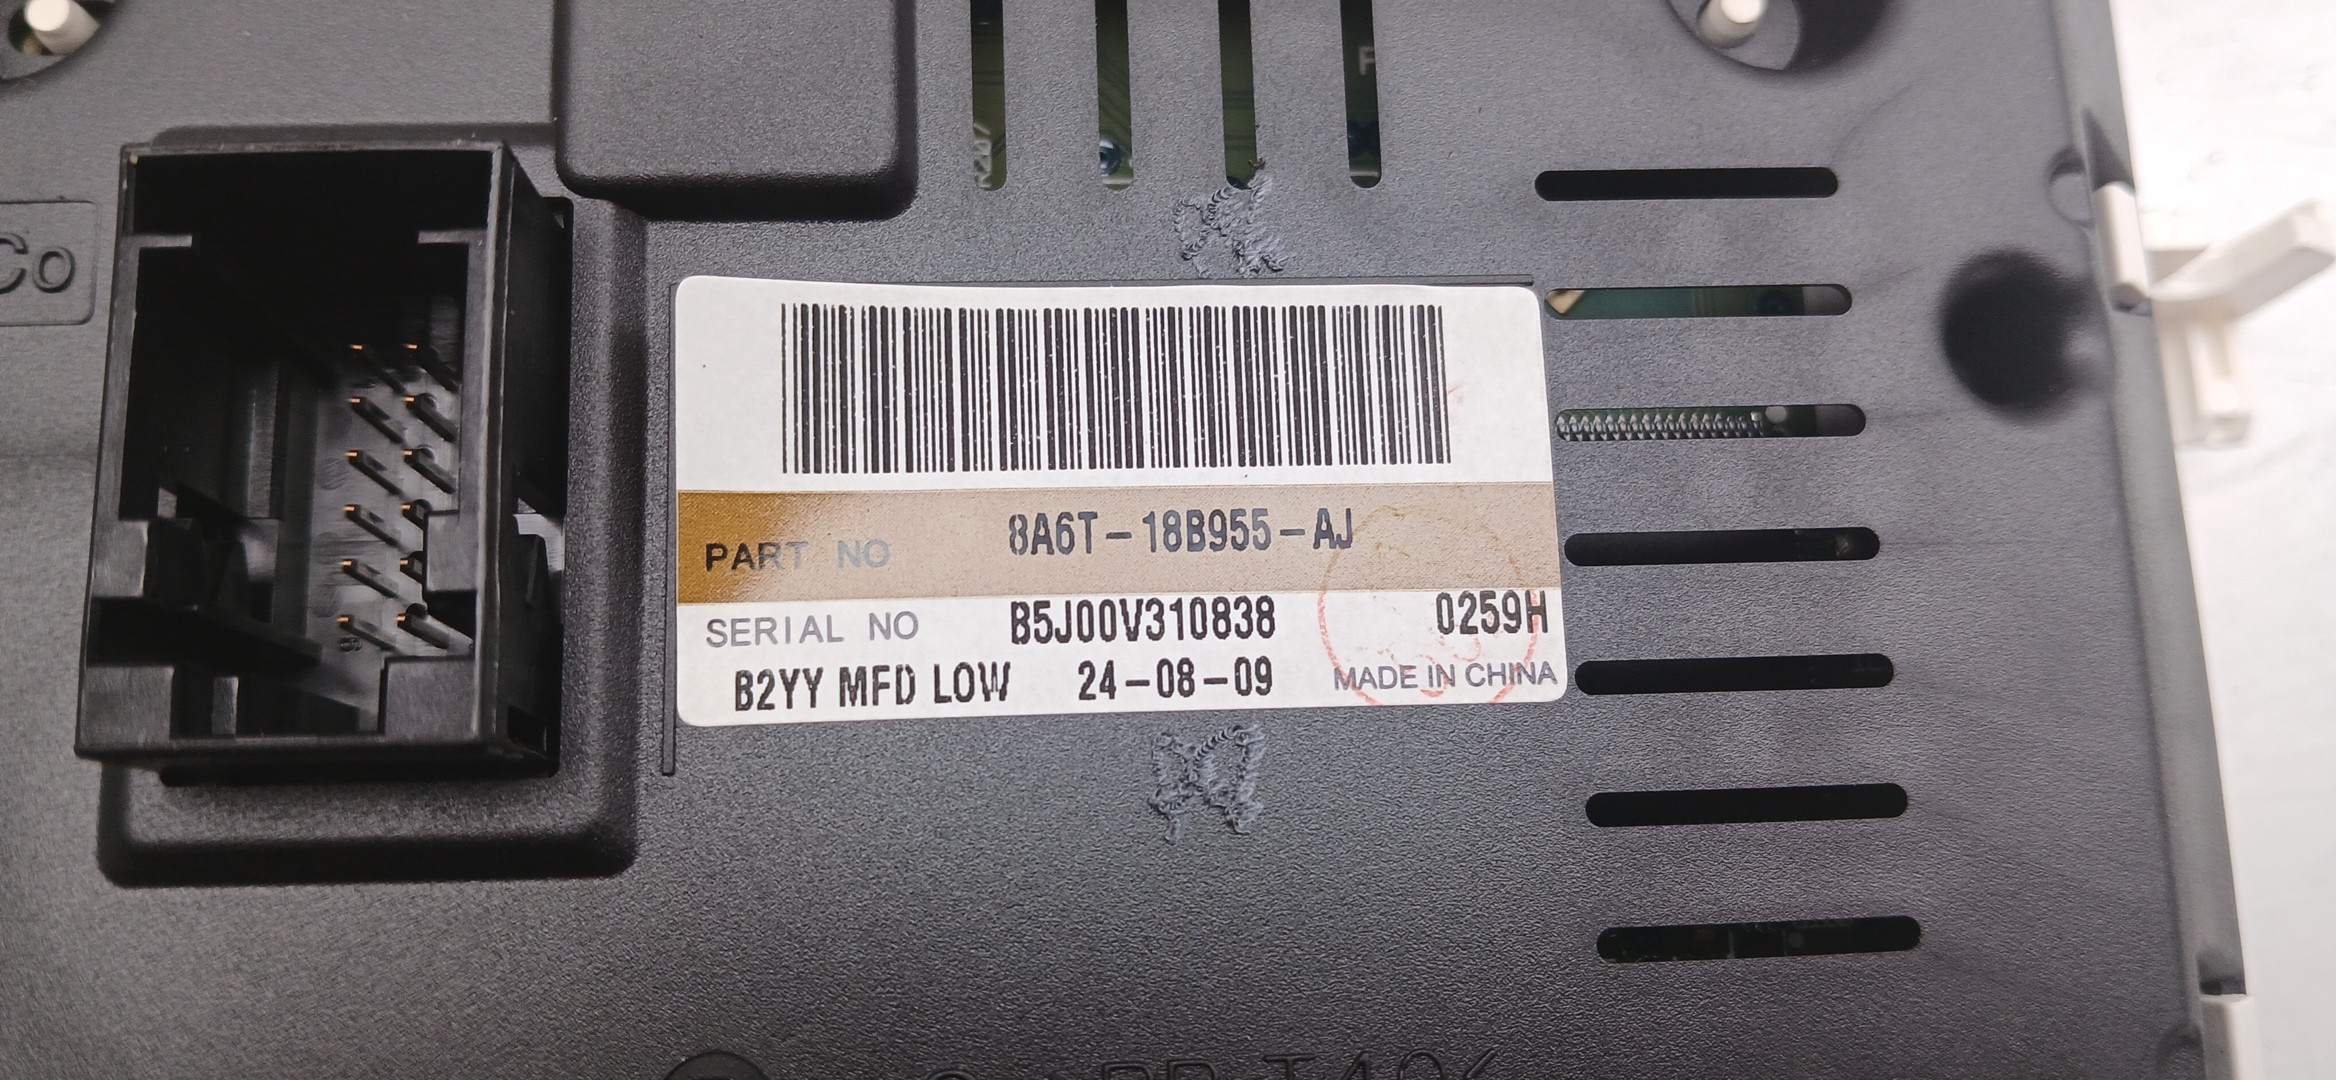 Co
R207
PART NO 8A6T-18B955-AJ
SERIAL NO B5J00V310838 0259H
B2YY MFD LOW 24-08-09 MADE IN CHINA